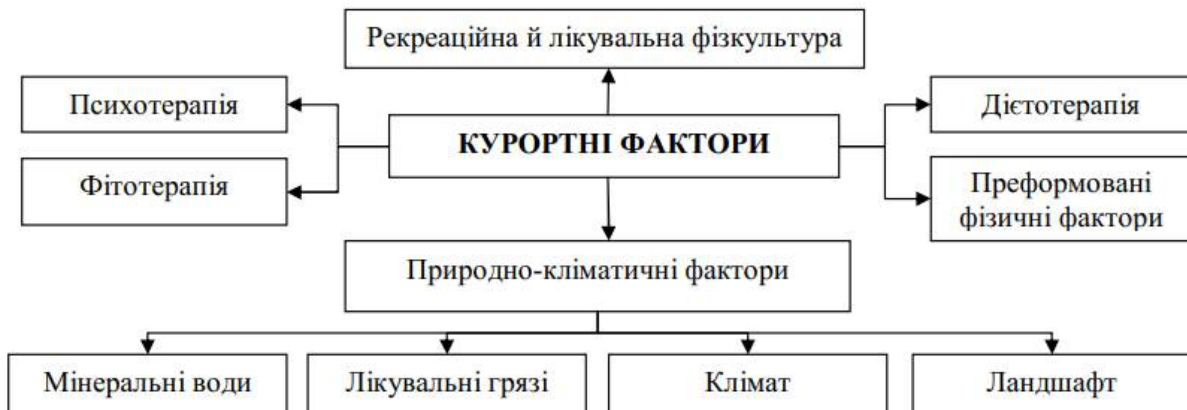 Рекреаційна й лікувальна фізкультура
Психотерапія
Дієтотерапія
КУРОРТНІ ФАКТОРИ
Фітотерапія
Преформовані
фізичні фактори
Природно-кліматичні фактори
Мінеральні води
Лікувальні грязі
Клімат
Ландшафт